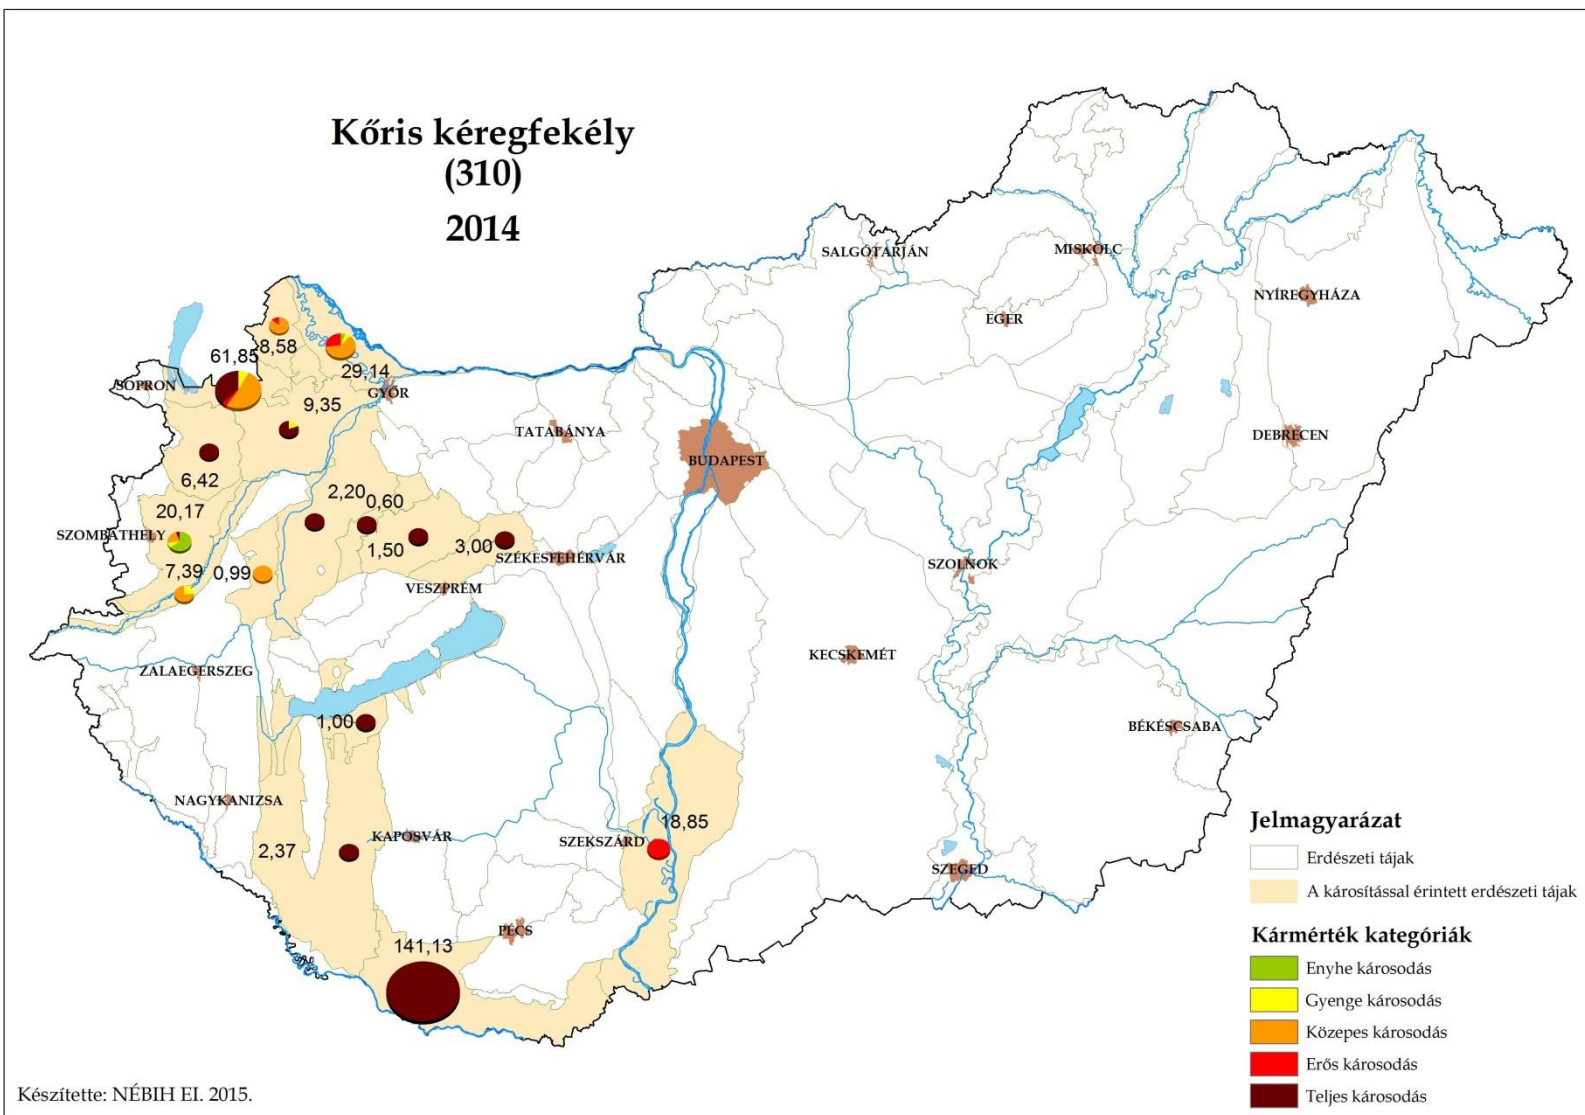 Kőris kéregfekély
(310)
2014
SALGÓTARJÁN
MISKOLC
NYÍREGYHÁZA
EGER
8,58
61,85
29,14
SOPRON
GYŐR
9,35
TATABÁNYA
DEBRECEN
BUDAPEST
6,42
2,20
0,60
20,17
SZOMBATHELY
1,50
3,00
SZÉKESFEHÉRVÁR
SZOLNOK
7,39
0,99
VESZPRÉM
KECSKEMÉT
ZALAEGERSZEG
1,00
BÉKÉSCSABA
NAGYKANIZSA
18,85
KAPOSVÁR
SZEKSZÁRD
2,37
SZEGED
PÉCS
141,13
Jelmagyarázat
Erdészeti tájak
A károsítással érintett erdészeti tájak
Kármérték kategóriák
Enyhe károsodás
Gyenge károsodás
Közepes károsodás
Erős károsodás
Teljes károsodás
Készítette: NÉBIH EI. 2015.